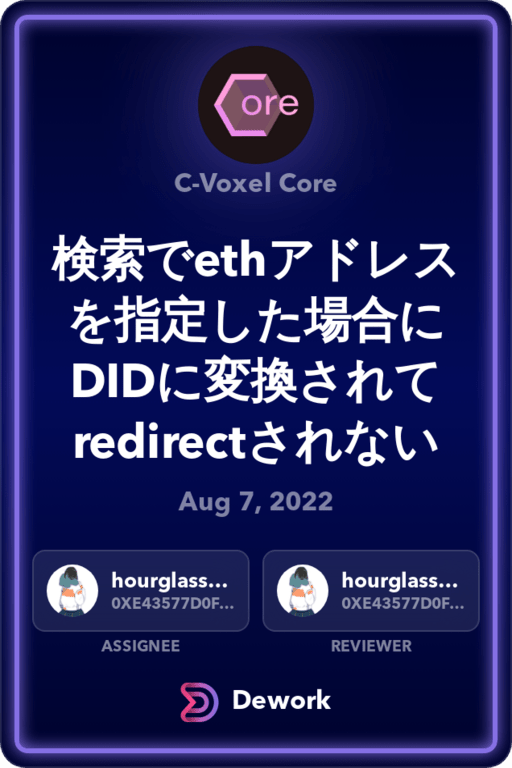 ore
C-Voxel Core
検索でethアドレス
を指定した場合に
DIDに変換されて
redirectされない
Aug 7, 2022
hourglass... hourglass...
0XE43577D0F... 0XE43577D0F...
ASSIGNEE REVIEWER
Dework